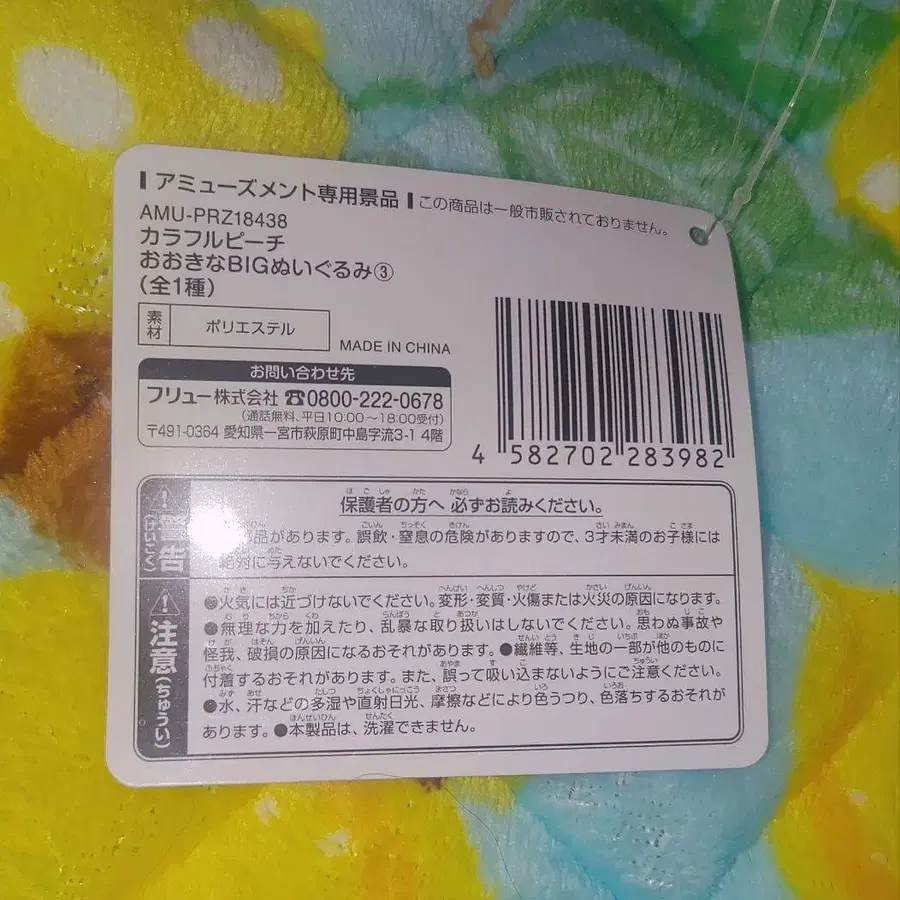 アミューズメント専用景品 この商品は一般市販されておりません。
AMU-PRZ18438
カラフルピーチ
おおきなBIGぬいぐるみ③
(全1種)
素材 ポリエステル
MADE IN CHINA
お問い合わせ先
フリュー株式会社 ☎0800-222-0678
(通話無料、平日10:00〜18:00受付)
〒491-0364 愛知県一宮市萩原町中島字流3-1 4階
4 582702 283982
警告(けいこく)
保護者の方へ 必ずお読みください。
部品があります。誤飲・窒息の危険がありますので、3才未満のお子様には
絶対に与えないでください。
注意(ちゅうい)
●火気には近づけないでください。変形・変質・火傷または火災の原因になります。
●無理な力を加えたり、乱暴な取り扱いはしないでください。思わぬ事故や
怪我、破損の原因になるおそれがあります。●繊維等、生地の一部が他のものに
付着するおそれがあります。また、誤って吸い込まないようにご注意ください。
●水、汗などの多湿や直射日光、摩擦などにより色うつり、色落ちするおそれが
あります。●本製品は、洗濯できません。